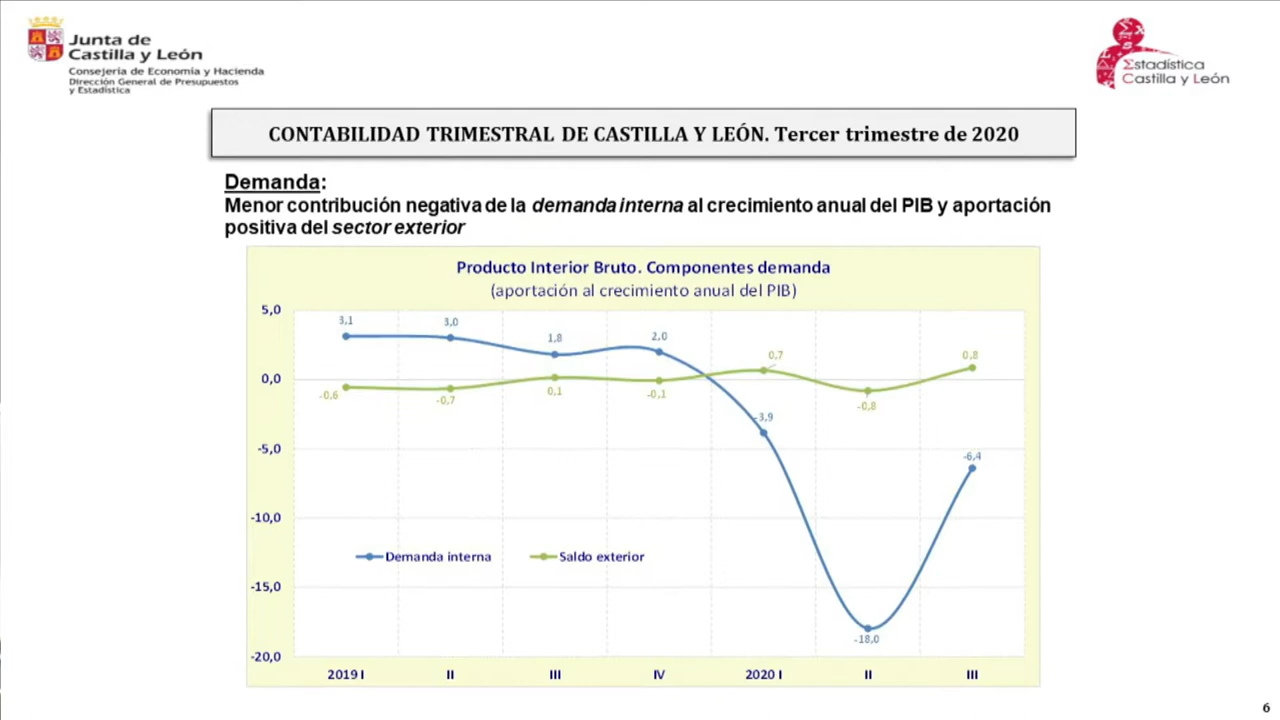 Junta de
Castilla y León
Consejería de Economía y Hacienda
Dirección General de Presupuestos
y Estadística
Estadística
Castilla y León
CONTABILIDAD TRIMESTRAL DE CASTILLA Y LEÓN. Tercer trimestre de 2020
Demanda:
Menor contribución negativa de la demanda interna al crecimiento anual del PIB y aportación
positiva del sector exterior
Producto Interior Bruto. Componentes demanda
(aportación al crecimiento anual del PIB)
5,0
0,0
-5,0
-10,0
-15,0
-20,0
3,1
3,0
1,8
2,0
-3,9
-18,0
-6,4
-0,6
-0,7
0,1
-0,1
0,7
-0,8
0,8
Demanda interna
Saldo exterior
2019 I
II
III
IV
2020 I
II
III
6